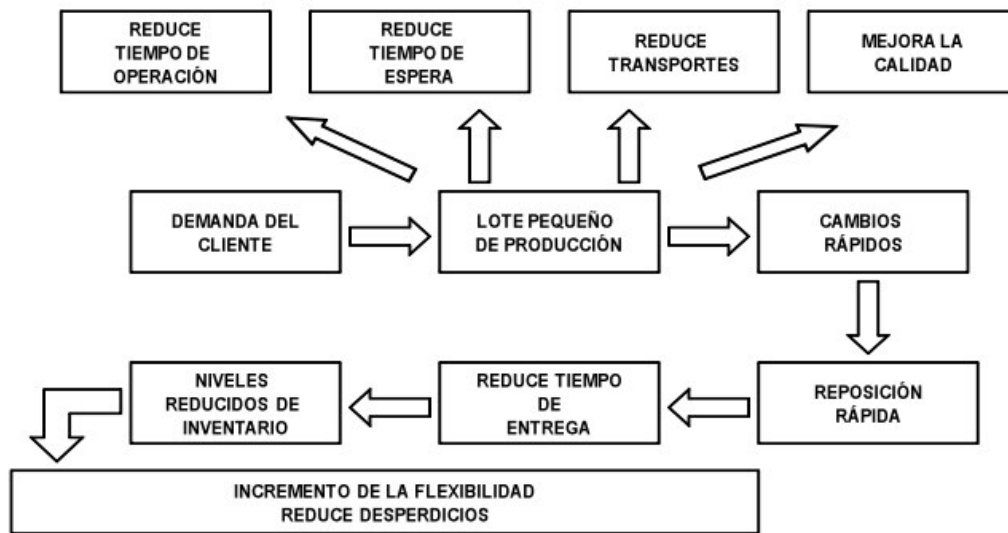 REDUCE
TIEMPO DE
OPERACIÓN
REDUCE
TIEMPO DE
ESPERA
REDUCE
TRANSPORTES
MEJORA LA
CALIDAD
DEMANDA DEL
CLIENTE
LOTE PEQUEÑO
DE PRODUCCIÓN
CAMBIOS
RÁPIDOS
NIVELES
REDUCIDOS DE
INVENTARIO
REDUCE TIEMPO
DE
ENTREGA
REPOSICIÓN
RÁPIDA
INCREMENTO DE LA FLEXIBILIDAD
REDUCE DESPERDICIOS